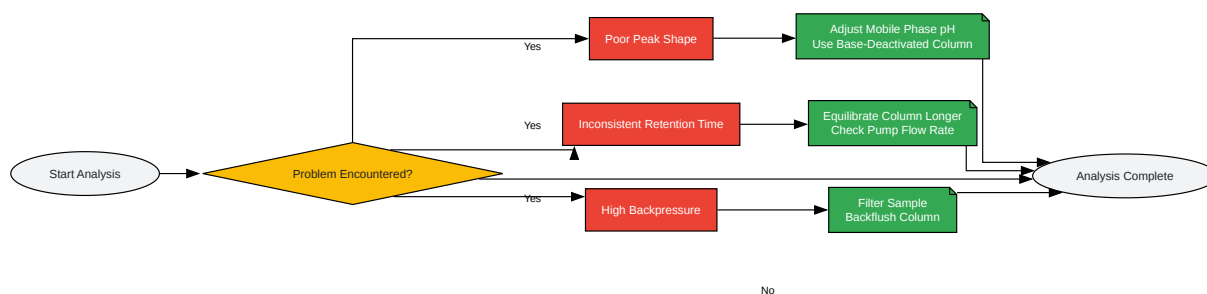 Start Analysis
Problem Encountered?
Yes
Poor Peak Shape
Adjust Mobile Phase pH
Use Base-Deactivated Column
Yes
Inconsistent Retention Time
Equilibrate Column Longer
Check Pump Flow Rate
Yes
High Backpressure
Filter Sample
Backflush Column
Analysis Complete
No